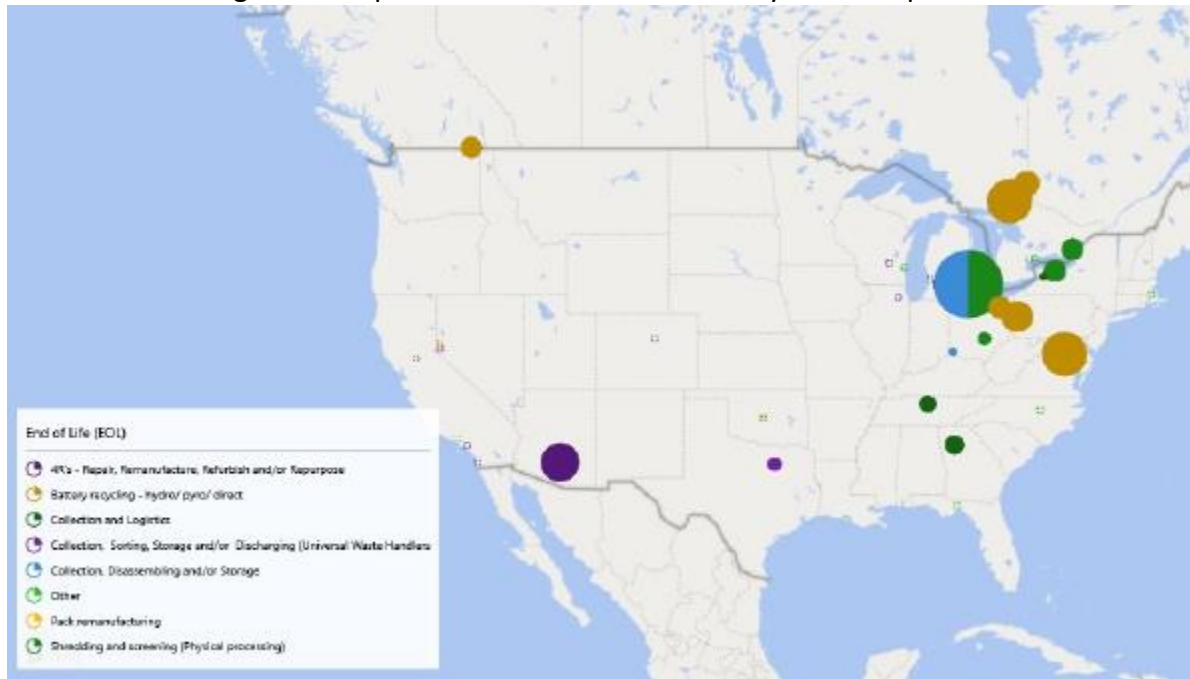 End of Life (EOL)
4R's - Repair, Remanufacture, Refurbish and/or Repurpose
Battery recycling - hydro/ pyro/ direct
Collection and Logistics
Collection, Sorting, Storage and/or Discharging (Universal Waste Handlers
Collection, Disassembling and/or Storage
Other
Pack remanufacturing
Shredding and screening (Physical processing)